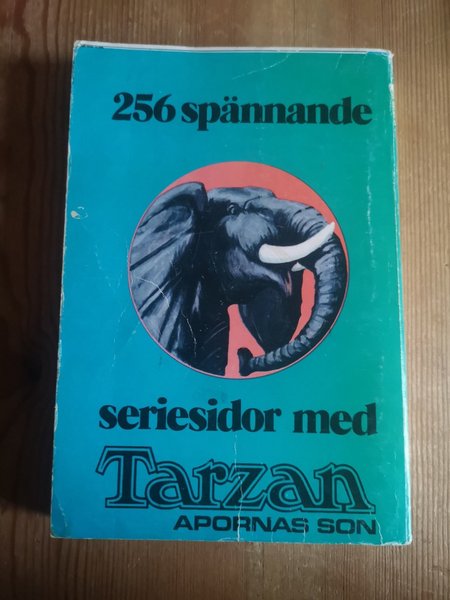 256 spännande
seriesidor med
Tarzan
APORNAS SON